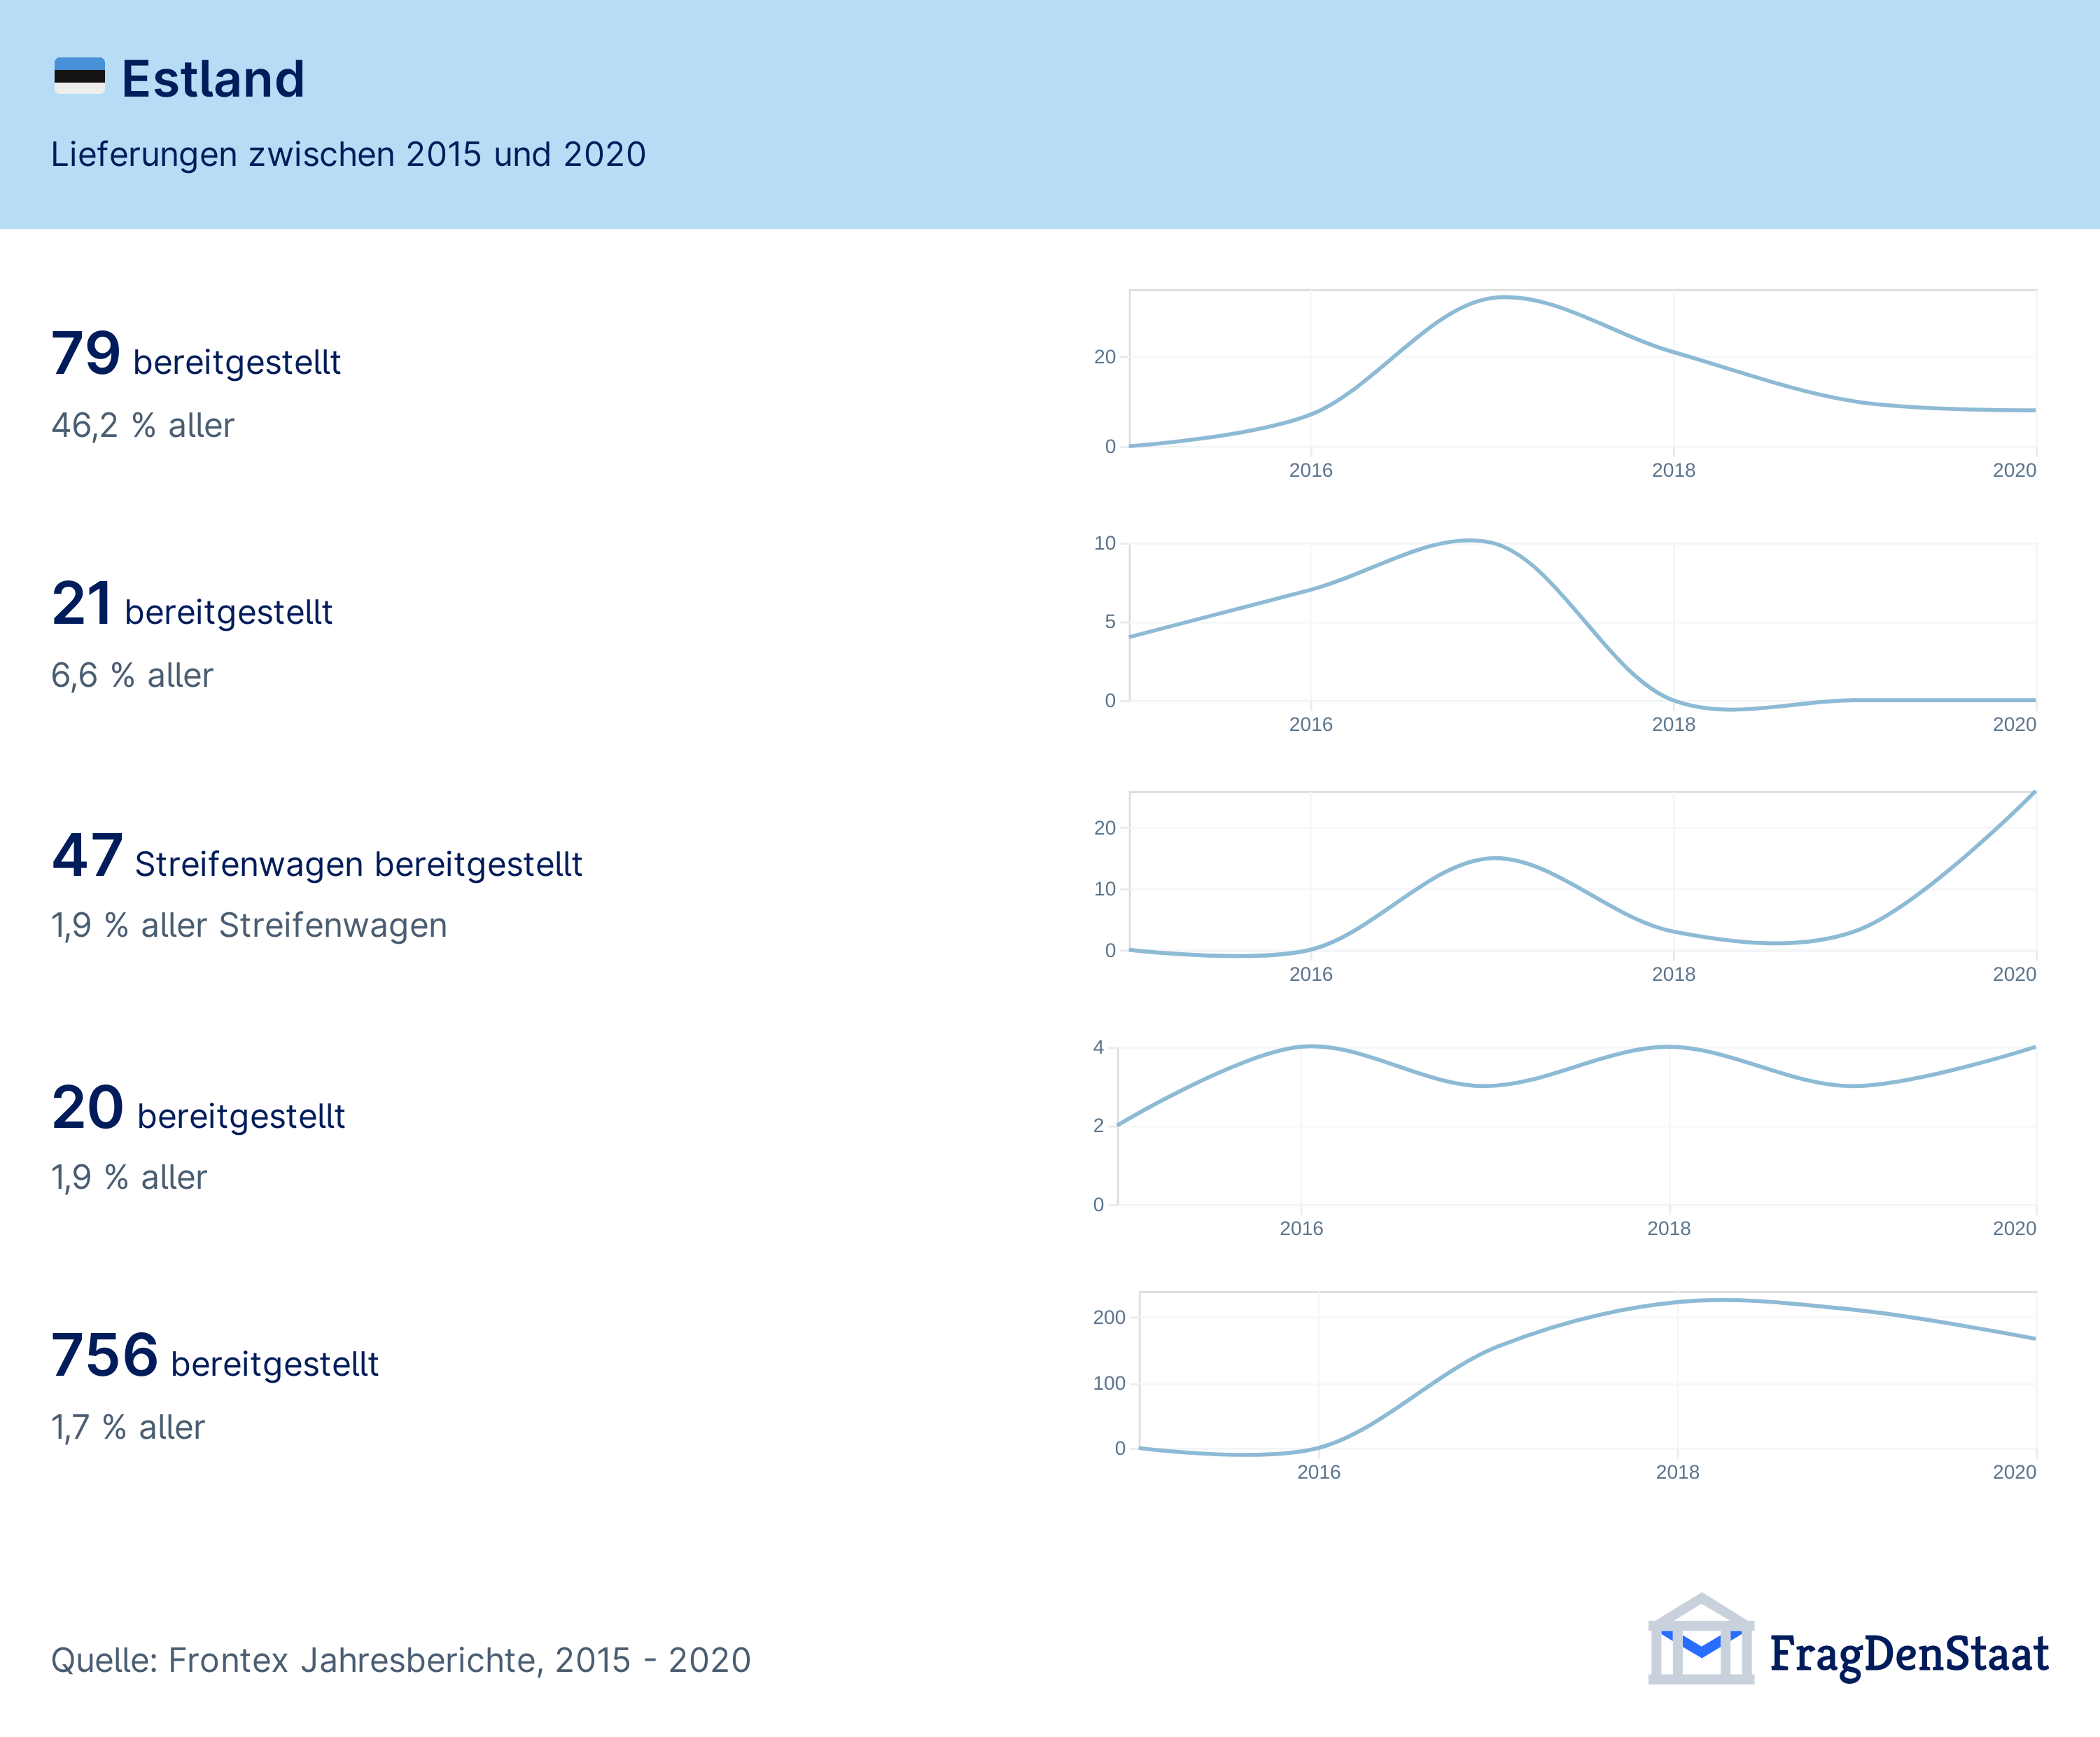 Estland
Lieferungen zwischen 2015 und 2020
79 bereitgestellt
46,2 % aller
20
0
2016 2018 2020
21 bereitgestellt
6,6 % aller
10
5
0
2016 2018 2020
47 Streifenwagen bereitgestellt
1,9 % aller Streifenwagen
20
10
0
2016 2018 2020
20 bereitgestellt
1,9 % aller
4
2
0
2016 2018 2020
756 bereitgestellt
1,7 % aller
200
100
0
2016 2018 2020
Quelle: Frontex Jahresberichte, 2015 - 2020
FragDenStaat